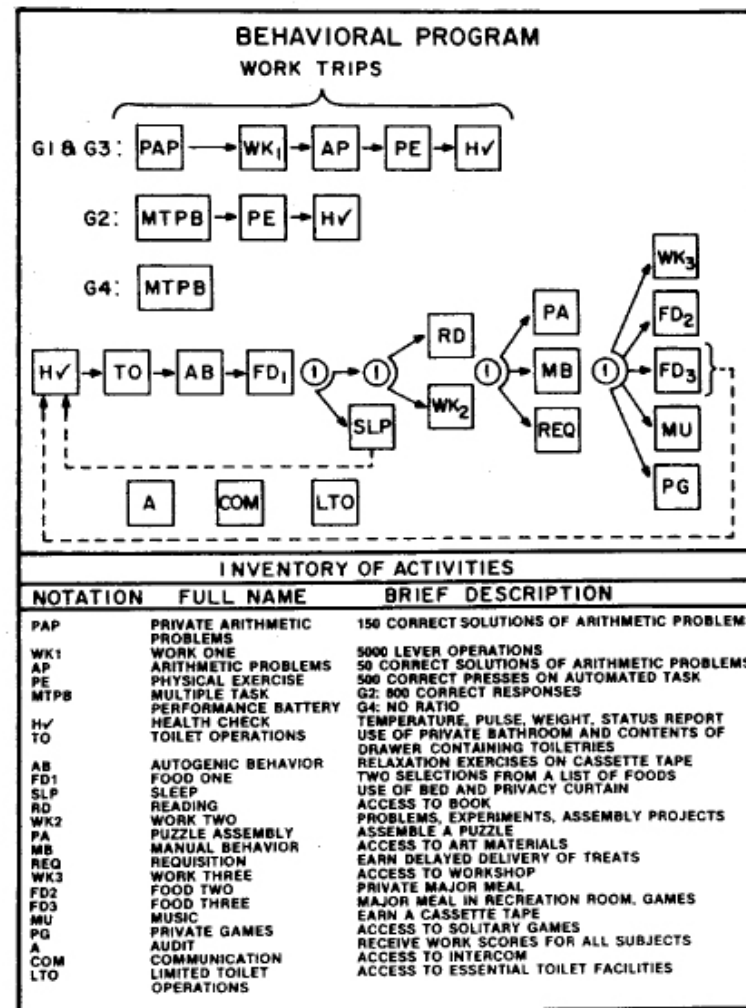 BEHAVIORAL PROGRAM
WORK TRIPS
G1 & G3: PAP WK1 AP PE H✓
G2: MTPB PE H✓
G4: MTPB
WK3
PA
FD2
RD
H✓ TO AB FD1 1 1 1 MB 1 FD3
WK2
SLP
REQ
MU
PG
A COM LTO
INVENTORY OF ACTIVITIES
NOTATION FULL NAME BRIEF DESCRIPTION
PAP PRIVATE ARITHMETIC 150 CORRECT SOLUTIONS OF ARITHMETIC PROBLEMS
PROBLEMS
WK1 WORK ONE 5000 LEVER OPERATIONS
AP ARITHMETIC PROBLEMS 50 CORRECT SOLUTIONS OF ARITHMETIC PROBLEMS
PE PHYSICAL EXERCISE 500 CORRECT PRESSES ON AUTOMATED TASK
MTPB MULTIPLE TASK G2: 800 CORRECT RESPONSES
PERFORMANCE BATTERY G4: NO RATIO
H✓ HEALTH CHECK TEMPERATURE, PULSE, WEIGHT, STATUS REPORT
TO TOILET OPERATIONS USE OF PRIVATE BATHROOM AND CONTENTS OF
DRAWER CONTAINING TOILETRIES
AB AUTOGENIC BEHAVIOR RELAXATION EXERCISES ON CASSETTE TAPE
FD1 FOOD ONE TWO SELECTIONS FROM A LIST OF FOODS
SLP SLEEP USE OF BED AND PRIVACY CURTAIN
RD READING ACCESS TO BOOK
WK2 WORK TWO PROBLEMS, EXPERIMENTS, ASSEMBLY PROJECTS
PA PUZZLE ASSEMBLY ASSEMBLE A PUZZLE
MB MANUAL BEHAVIOR ACCESS TO ART MATERIALS
REQ REQUISITION EARN DELAYED DELIVERY OF TREATS
WK3 WORK THREE ACCESS TO WORKSHOP
FD2 FOOD TWO PRIVATE MAJOR MEAL
FD3 FOOD THREE MAJOR MEAL IN RECREATION ROOM, GAMES
MU MUSIC EARN A CASSETTE TAPE
PG PRIVATE GAMES ACCESS TO SOLITARY GAMES
A AUDIT RECEIVE WORK SCORES FOR ALL SUBJECTS
COM COMMUNICATION ACCESS TO INTERCOM
LTO LIMITED TOILET ACCESS TO ESSENTIAL TOILET FACILITIES
OPERATIONS